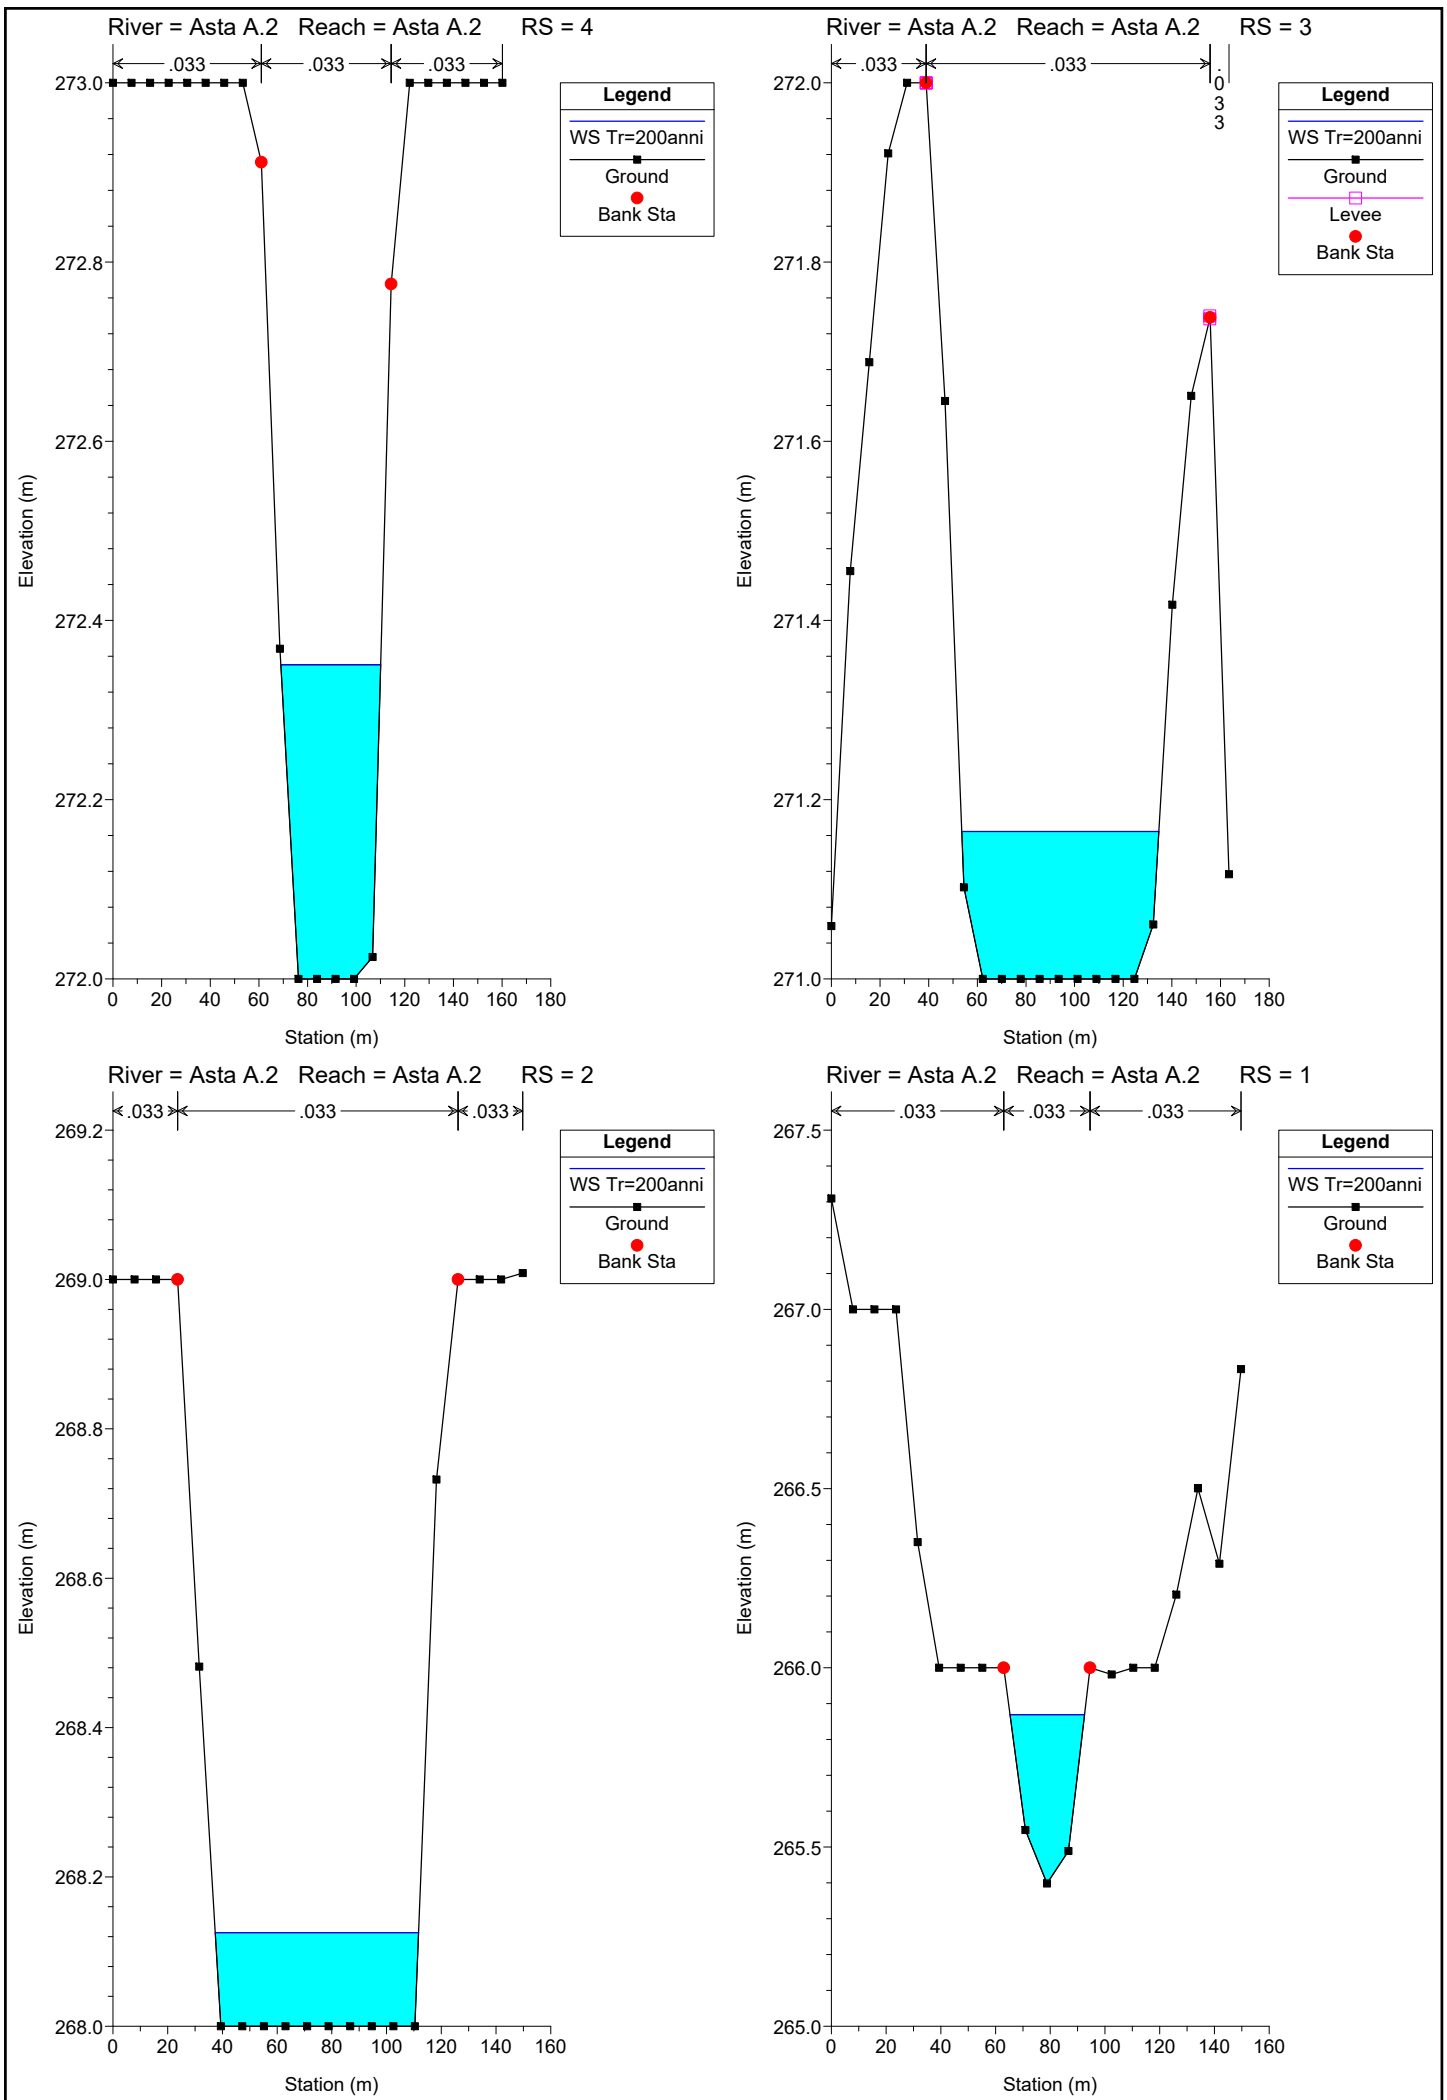 River = Asta A.2 Reach = Asta A.2 RS = 4
.033 .033 .033
273.0
272.8
272.6
272.4
272.2
272.0
Elevation (m)
0 20 40 60 80 100 120 140 160 180
Station (m)
Legend
WS Tr=200anni
Ground
Bank Sta
River = Asta A.2 Reach = Asta A.2 RS = 3
.033 .033 .033
272.0
271.8
271.6
271.4
271.2
271.0
Elevation (m)
0 20 40 60 80 100 120 140 160 180
Station (m)
Legend
WS Tr=200anni
Ground
Levee
Bank Sta
River = Asta A.2 Reach = Asta A.2 RS = 2
.033 .033 .033
269.2
269.0
268.8
268.6
268.4
268.2
268.0
Elevation (m)
0 20 40 60 80 100 120 140 160
Station (m)
Legend
WS Tr=200anni
Ground
Bank Sta
River = Asta A.2 Reach = Asta A.2 RS = 1
.033 .033 .033
267.5
267.0
266.5
266.0
265.5
265.0
Elevation (m)
0 20 40 60 80 100 120 140 160
Station (m)
Legend
WS Tr=200anni
Ground
Bank Sta